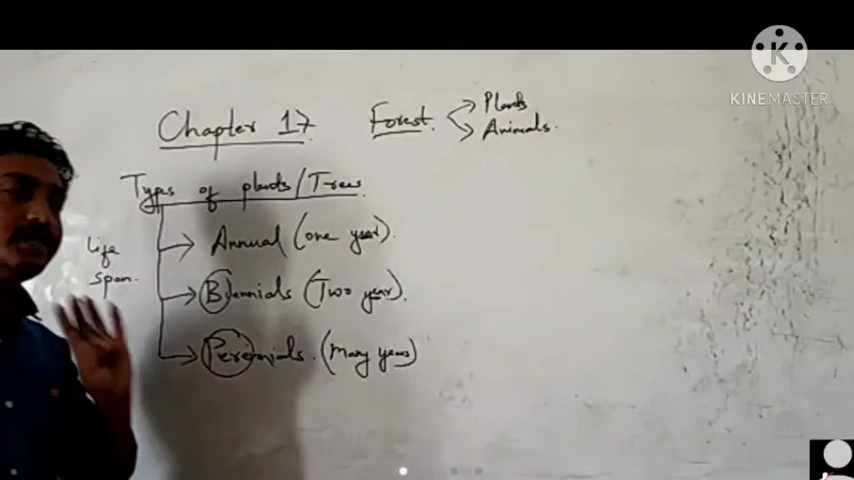 KINEMASTER
Chapter 17
Forest.
Plants
Animals.
Types of plants/Trees
life
span.
Annual (one year).
Biannials (Two year).
Perennials. (Many years)